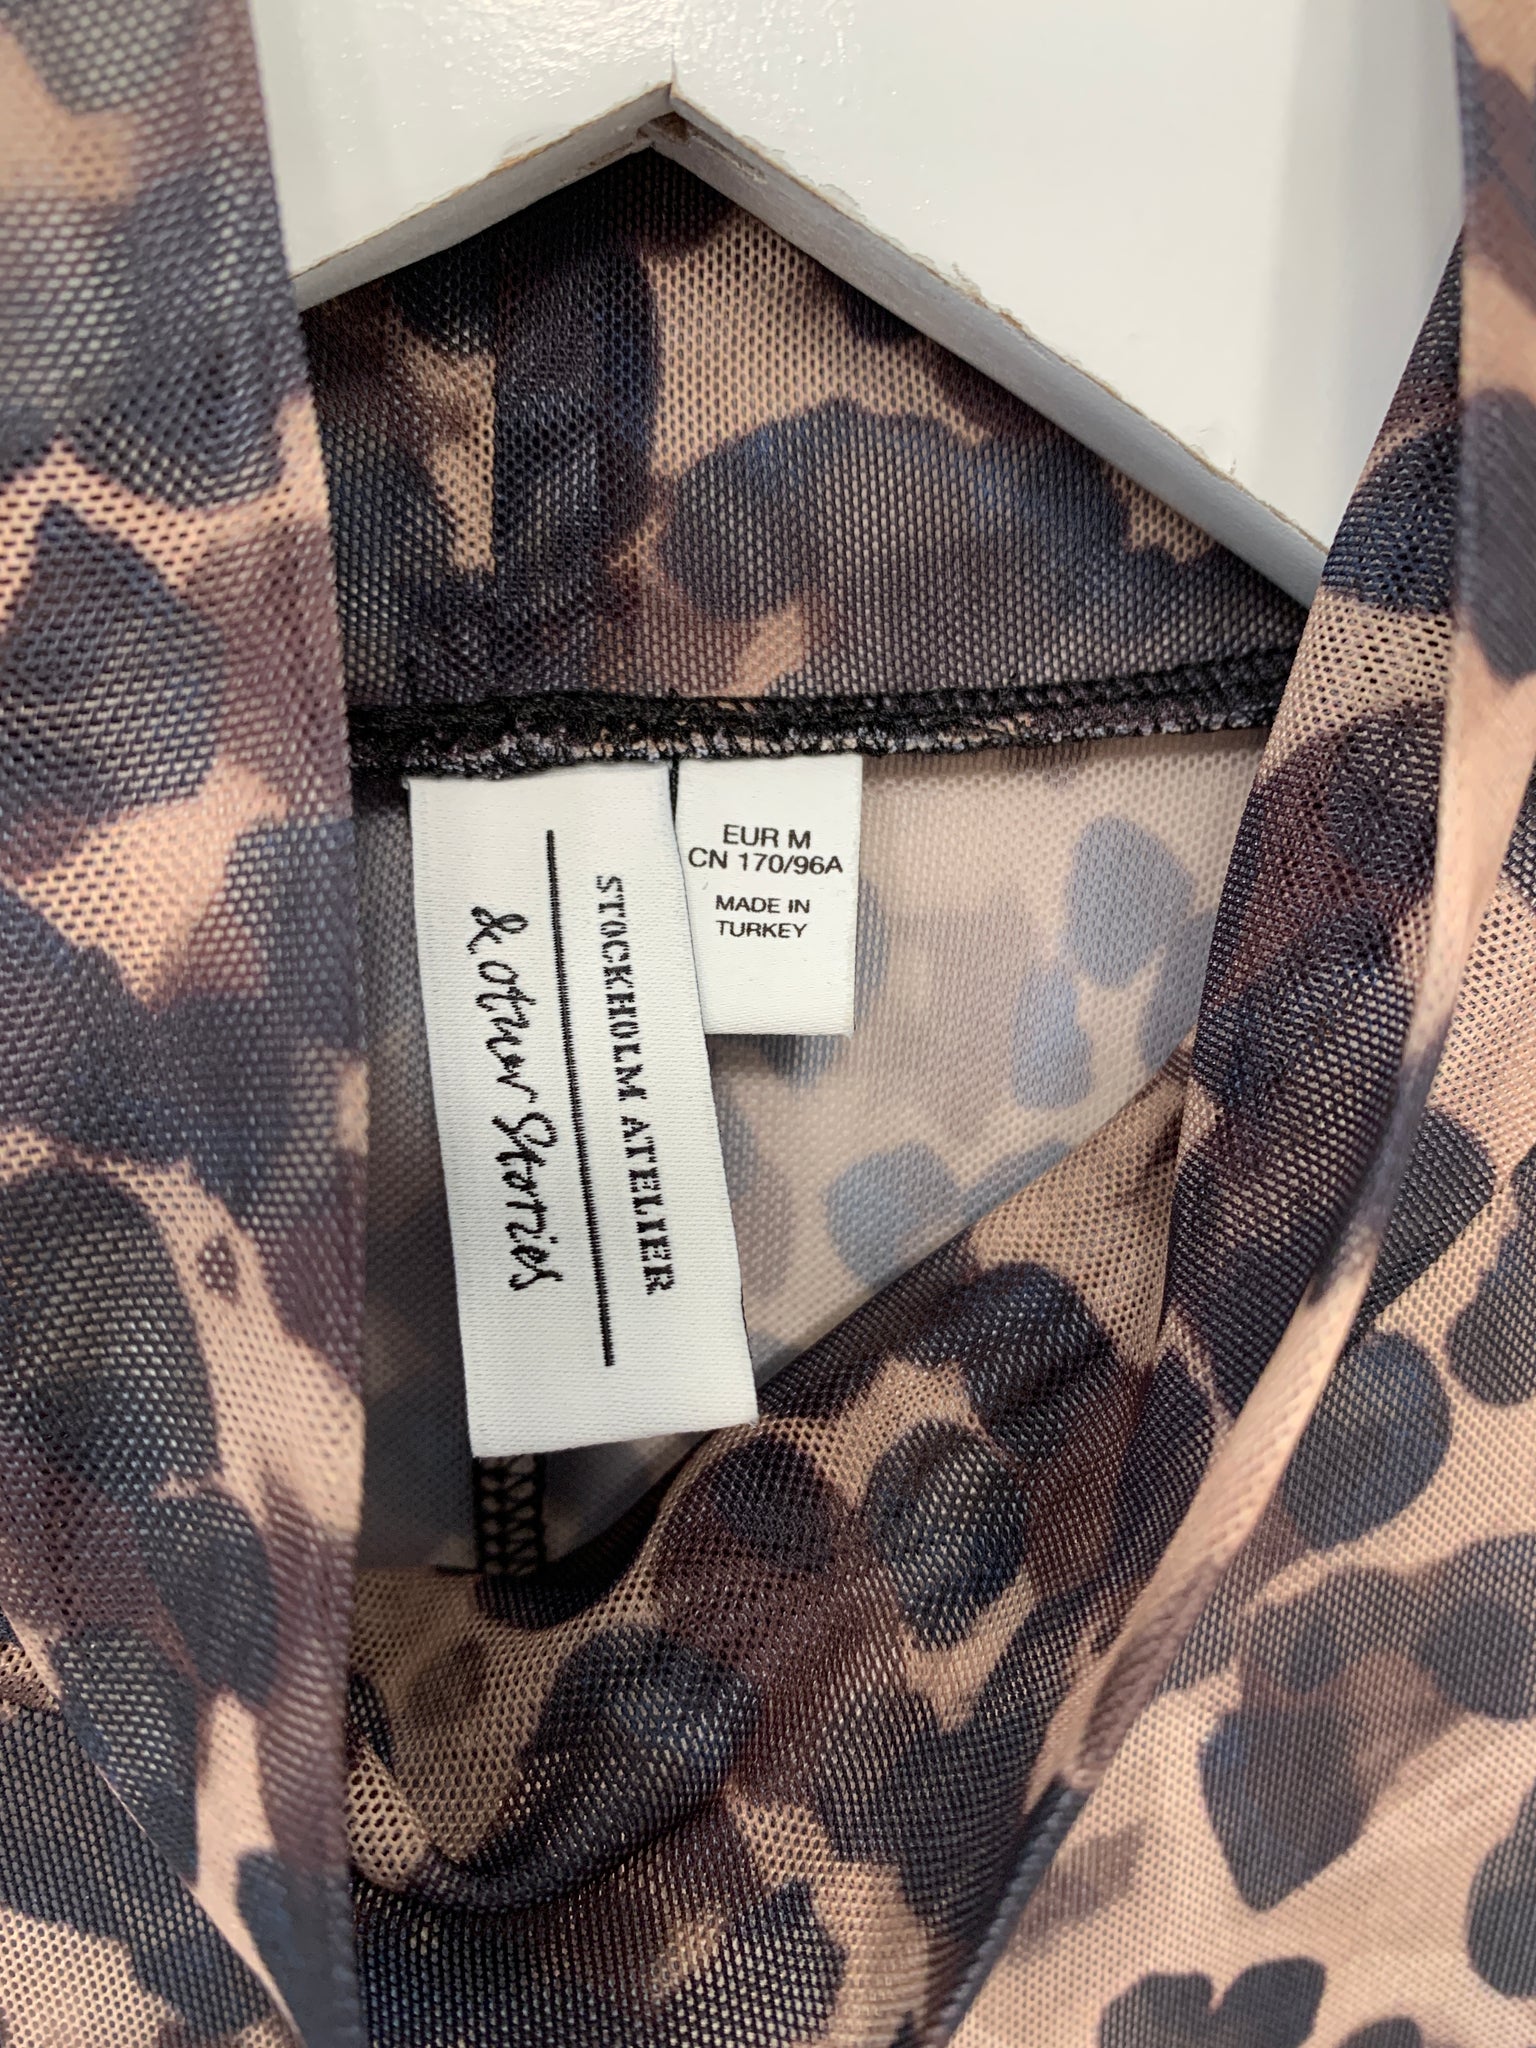 & other Stories
STOCKHOLM ATELIER
EUR M
CN 170/96A
MADE IN
TURKEY